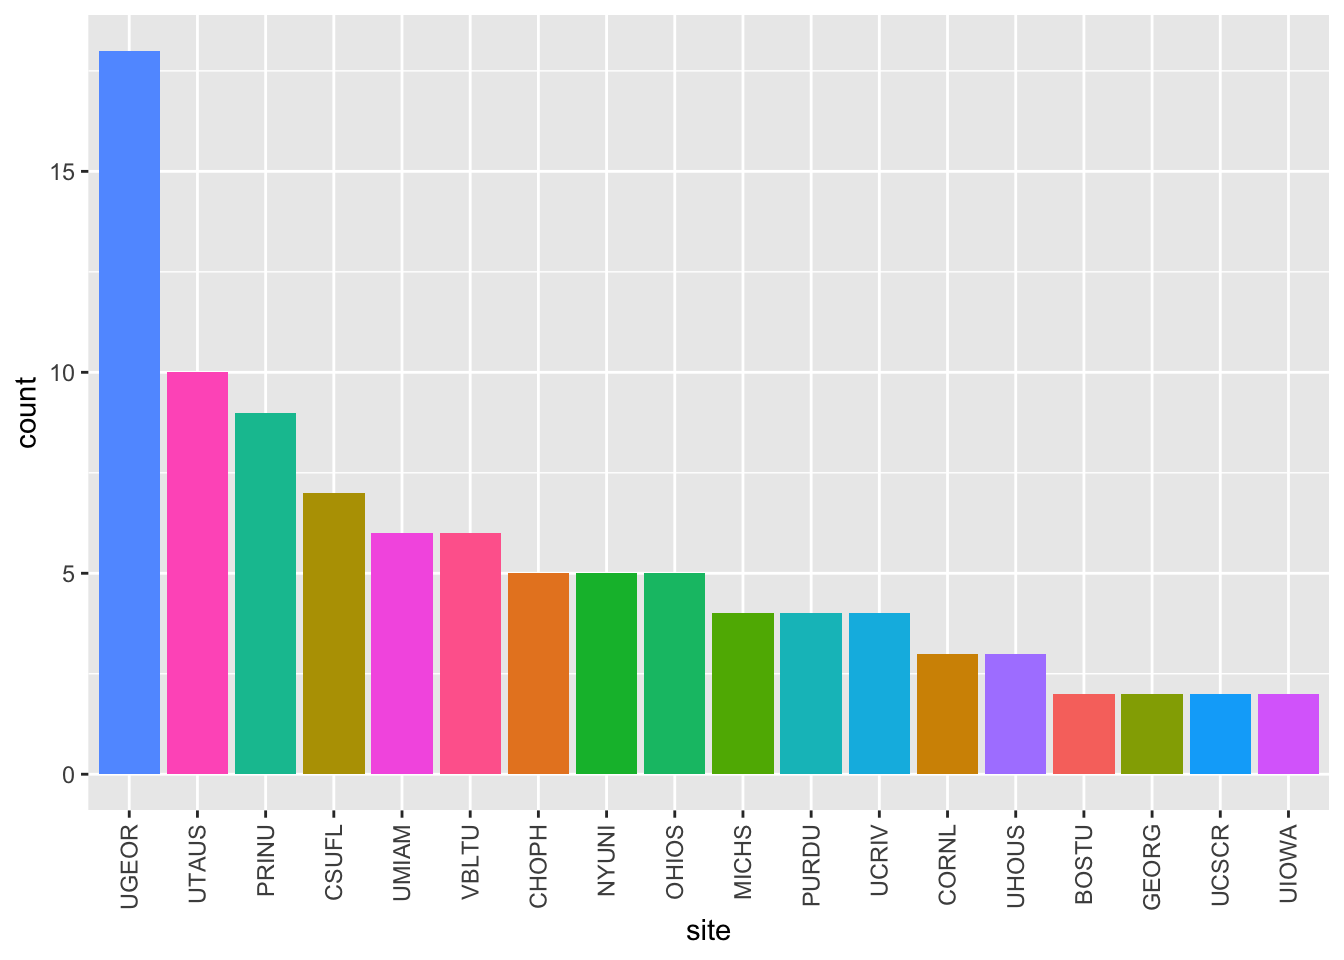 count
15
10
5
0
UGEOR
UTAUS
PRINU
CSUFL
UMIAM
VBLTU
CHOPH
NYUNI
OHIOS
MICHS
PURDU
UCRIV
CORNL
UHOUS
BOSTU
GEORG
UCSCR
UIOWA
site